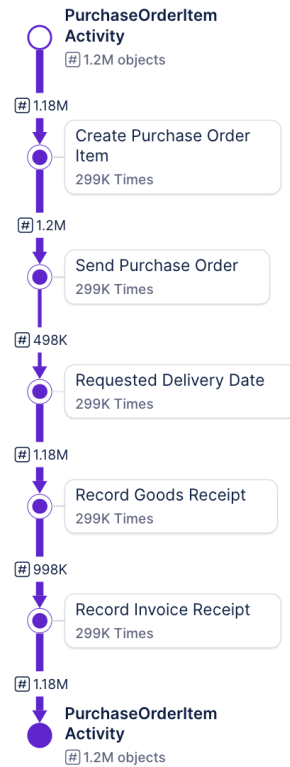 PurchaseOrderItem
Activity
# 1.2M objects
# 1.18M
Create Purchase Order
Item
299K Times
# 1.2M
Send Purchase Order
299K Times
# 498K
Requested Delivery Date
299K Times
# 1.18M
Record Goods Receipt
299K Times
# 998K
Record Invoice Receipt
299K Times
# 1.18M
PurchaseOrderItem
Activity
# 1.2M objects